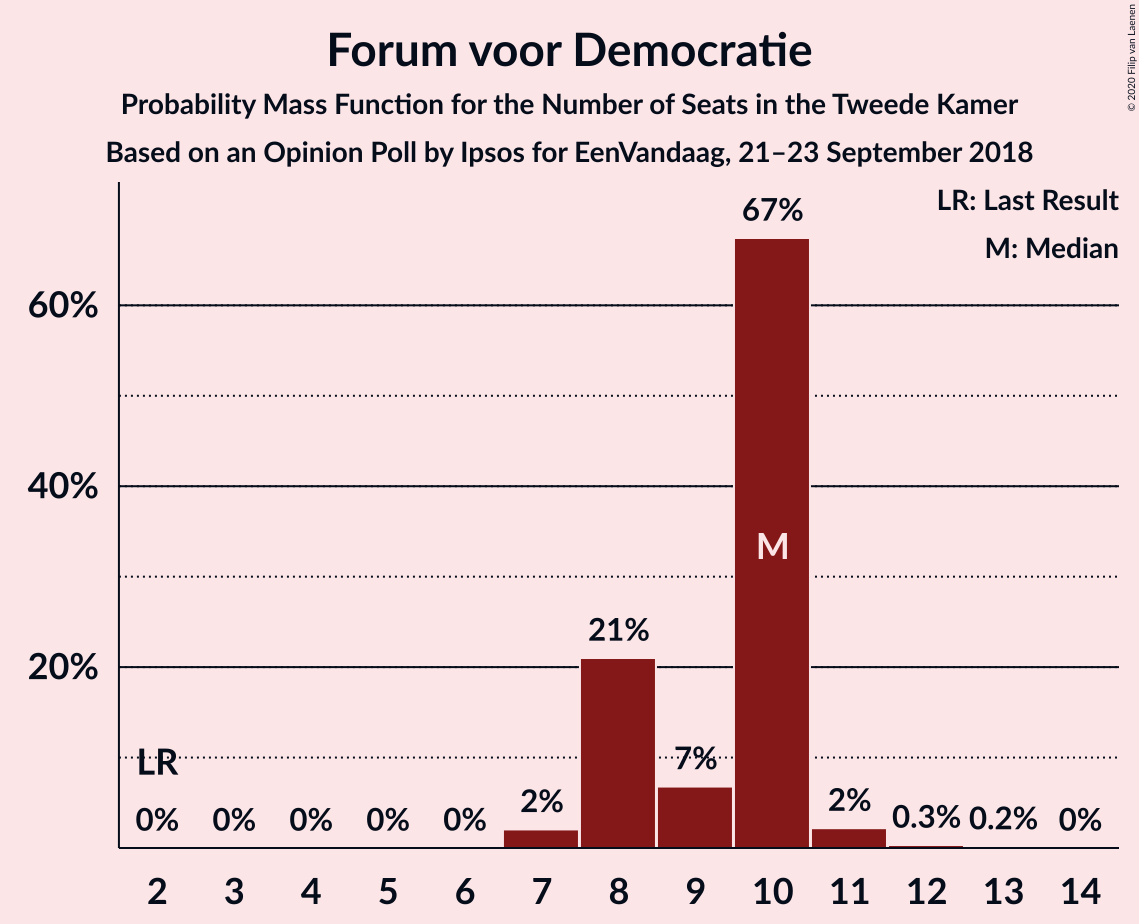 Forum voor Democratie
Probability Mass Function for the Number of Seats in the Tweede Kamer
Based on an Opinion Poll by Ipsos for EenVandaag, 21–23 September 2018
© 2020 Filip van Laenen
LR: Last Result
M: Median
67%
60%
40%
M
21%
20%
LR
7%
0% 0% 0% 0% 0% 2% 2% 0.3% 0.2% 0%
2 3 4 5 6 7 8 9 10 11 12 13 14